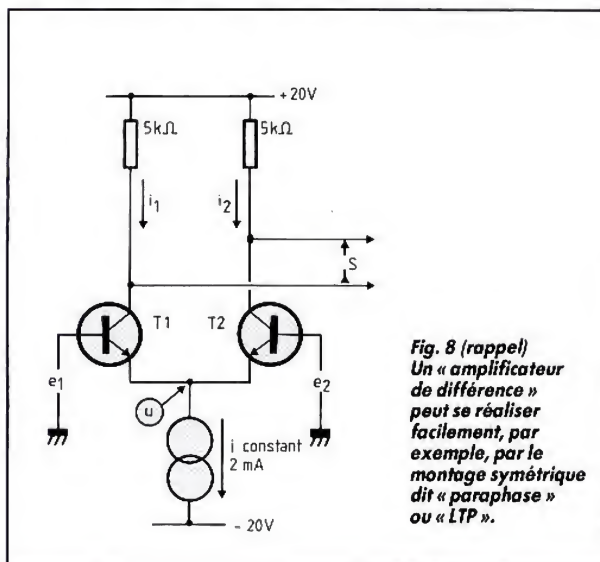 +20V
5kΩ
5kΩ
i1
i2
S
T1
T2
e1
e2
u
i constant
2 mA
- 20V
Fig. 8 (rappel)
Un « amplificateur
de différence »
peut se réaliser
facilement, par
exemple, par le
montage symétrique
dit « paraphase »
ou « LTP ».